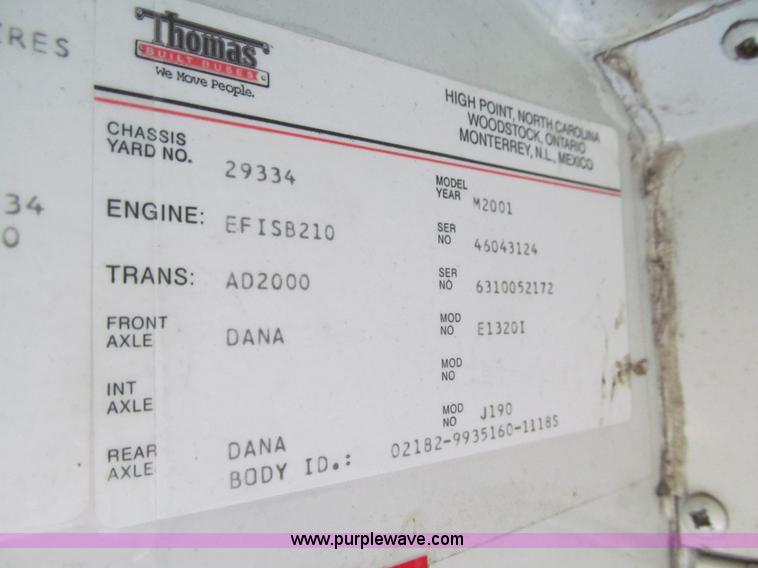 IRES
34
0
Thomas
BUILT BUSES
We Move People.
HIGH POINT, NORTH CAROLINA
WOODSTOCK, ONTARIO
MONTERREY, N.L., MEXICO
CHASSIS YARD NO. 29334 MODEL YEAR M2001
ENGINE: EFISB210 SER NO 46043124
TRANS: AD2000 SER NO 6310052172
FRONT AXLE DANA MOD NO E1320I
INT AXLE MOD NO
REAR AXLE DANA MOD NO J190
BODY ID.: 02182-9935160-1118S
www.purplewave.com